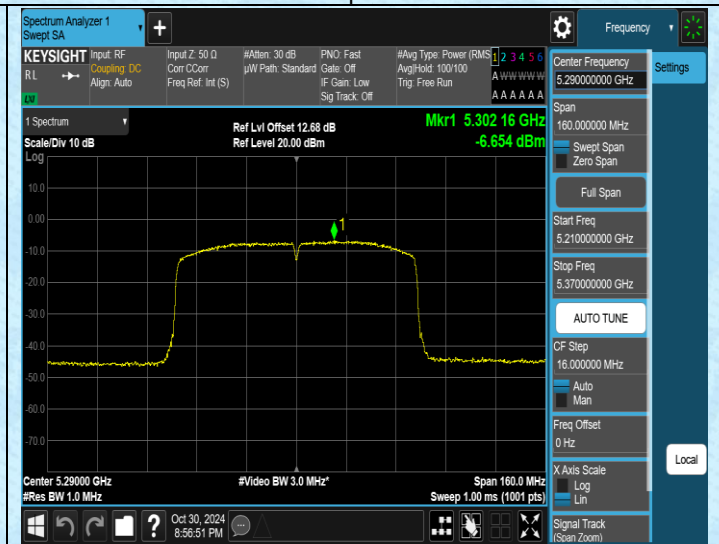 Spectrum Analyzer 1
Swept SA
Frequency
KEYSIGHT
Input: RF
Coupling: DC
Align: Auto
RL
Input Z: 50 Ω
Corr CCorr
Freq Ref: Int (S)
#Atten: 30 dB
µW Path: Standard
PNO: Fast
Gate: Off
IF Gain: Low
Sig Track: Off
#Avg Type: Power (RMS
Avg|Hold: 100/100
Trig: Free Run
1 2 3 4 5 6
A W W W W W
A A A A A A
1 Spectrum
Scale/Div 10 dB
Log
Ref Lvl Offset 12.68 dB
Ref Level 20.00 dBm
Mkr1 5.302 16 GHz
-6.654 dBm
10.0
0.00
-10.0
-20.0
-30.0
-40.0
-50.0
-60.0
-70.0
1
Center 5.29000 GHz
#Res BW 1.0 MHz
#Video BW 3.0 MHz*
Span 160.0 MHz
Sweep 1.00 ms (1001 pts)
Center Frequency
5.290000000 GHz
Settings
Span
160.000000 MHz
Swept Span
Zero Span
Full Span
Start Freq
5.210000000 GHz
Stop Freq
5.370000000 GHz
AUTO TUNE
CF Step
16.000000 MHz
Auto
Man
Freq Offset
0 Hz
X Axis Scale
Log
Lin
Local
Signal Track
(Span Zoom)
?
Oct 30, 2024
8:56:51 PM